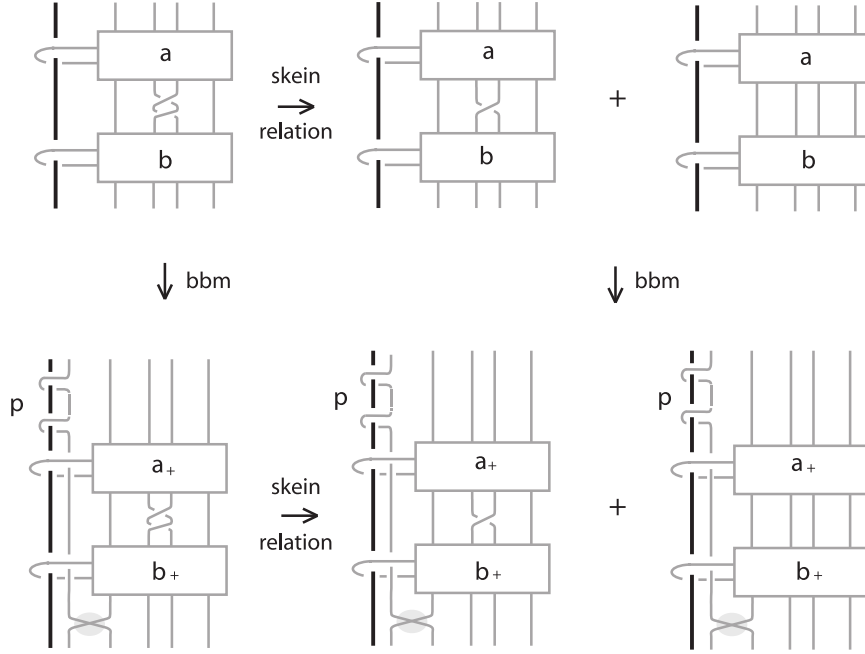 a
a
a
skein
relation
+
b
b
b
bbm
bbm
p
p
p
a+
a+
a+
skein
relation
+
b+
b+
b+